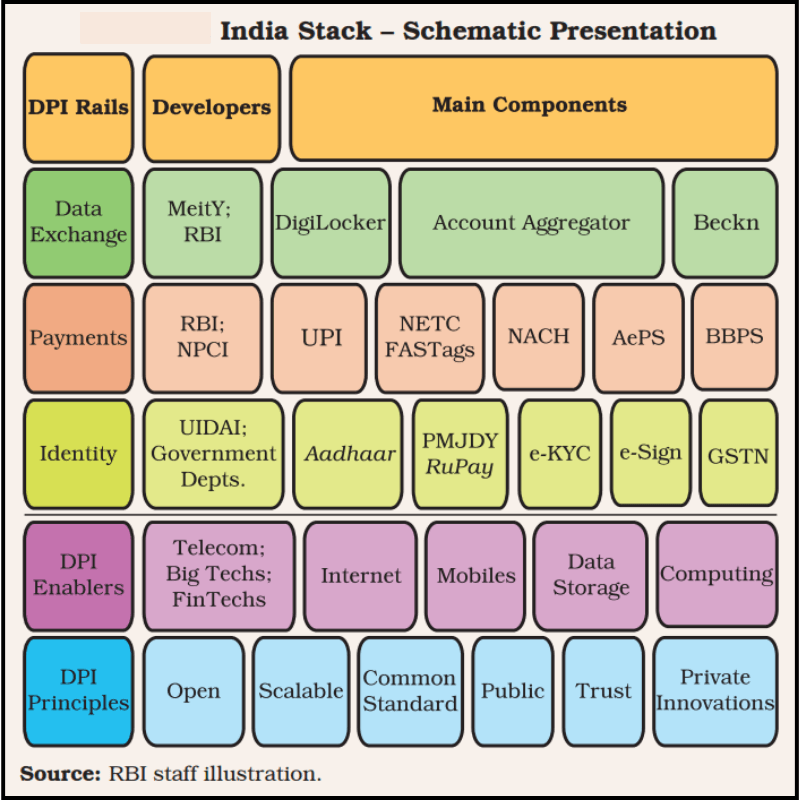 India Stack – Schematic Presentation
DPI Rails
Developers
Main Components
Data
Exchange
MeitY;
RBI
DigiLocker
Account Aggregator
Beckn
Payments
RBI;
NPCI
UPI
NETC
FASTags
NACH
AePS
BBPS
Identity
UIDAI;
Government
Depts.
Aadhaar
PMJDY
RuPay
e-KYC
e-Sign
GSTN
DPI
Enablers
Telecom;
Big Techs;
FinTechs
Internet
Mobiles
Data
Storage
Computing
DPI
Principles
Open
Scalable
Common
Standard
Public
Trust
Private
Innovations
Source: RBI staff illustration.